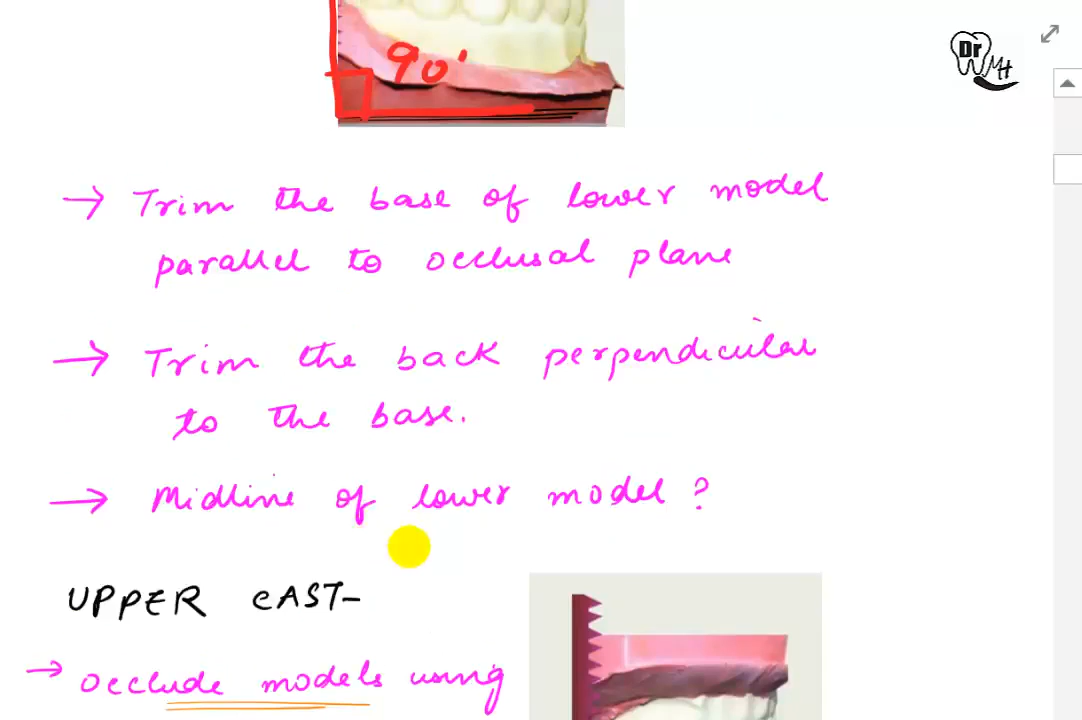 90°
Dr
MH
→ Trim the base of lower model
parallel to occlusal plane
→ Trim the back perpendicular
to the base.
→ Midline of lower model ?
UPPER CAST-
→ Occlude models using